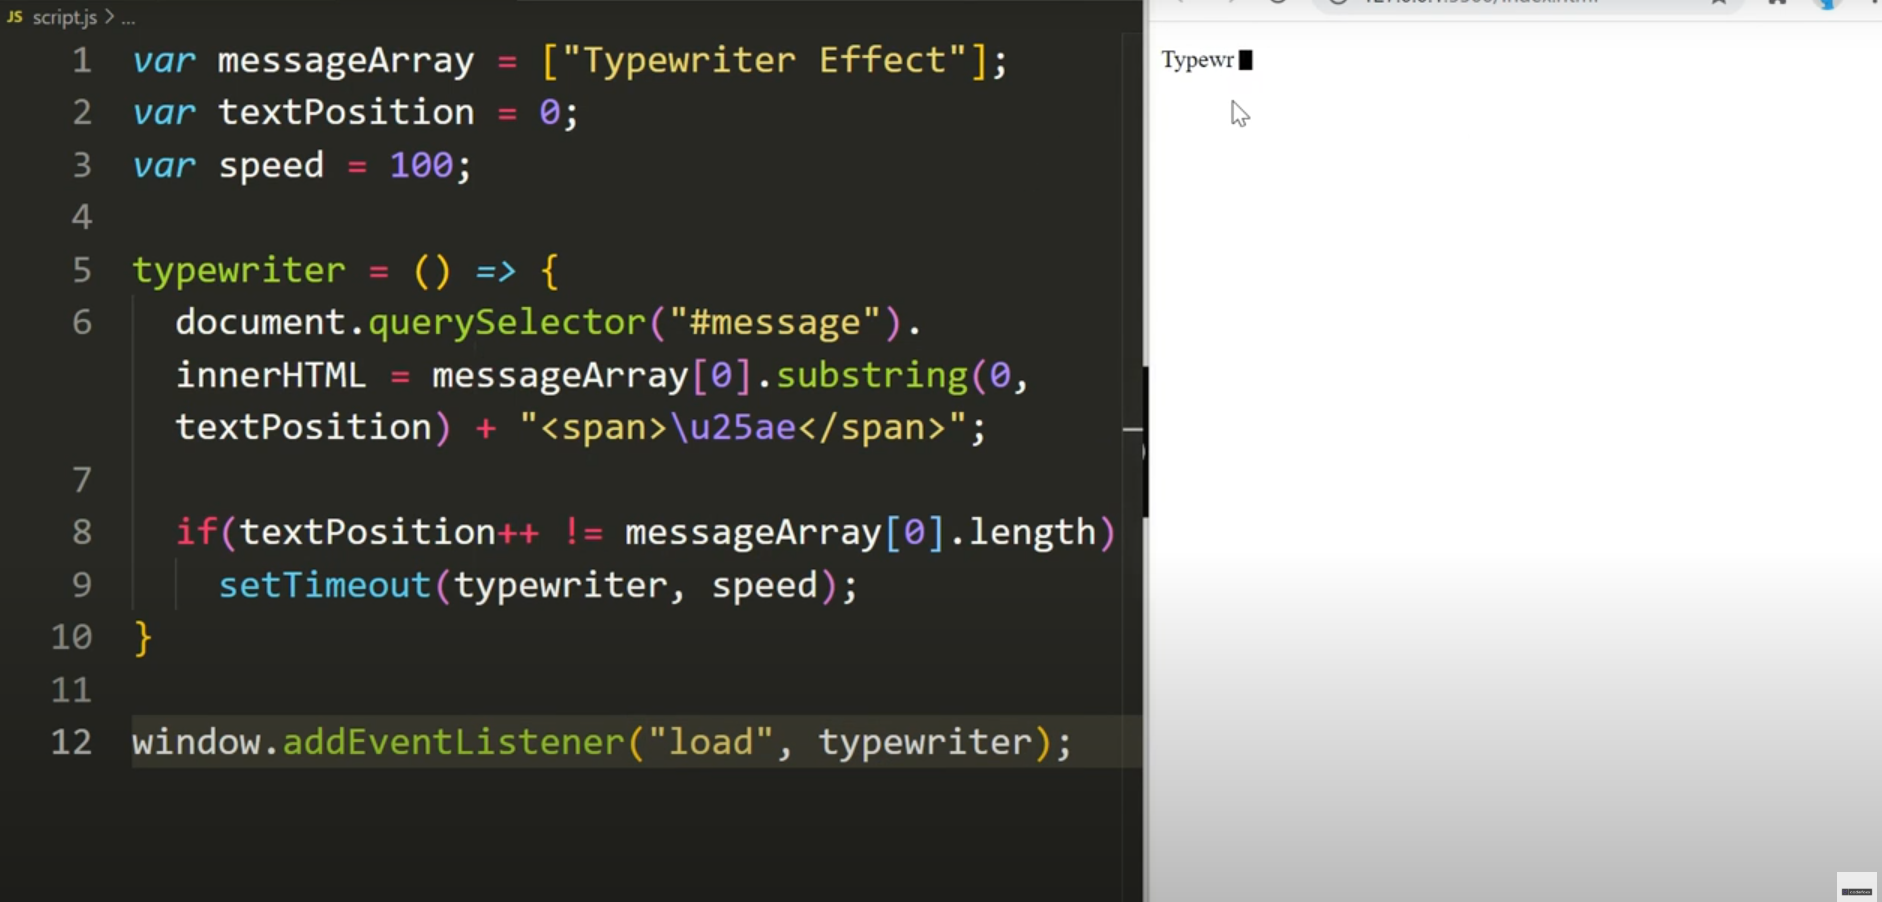 JS script.js > ...
1 var messageArray = ["Typewriter Effect"];
2 var textPosition = 0;
3 var speed = 100;
4
5 typewriter = () => {
6 document.querySelector("#message").
innerHTML = messageArray[0].substring(0,
textPosition) + "<span>\u25ae</span>";
7
8 if(textPosition++ != messageArray[0].length)
9 setTimeout(typewriter, speed);
10 }
11
12 window.addEventListener("load", typewriter);
Typewr▮